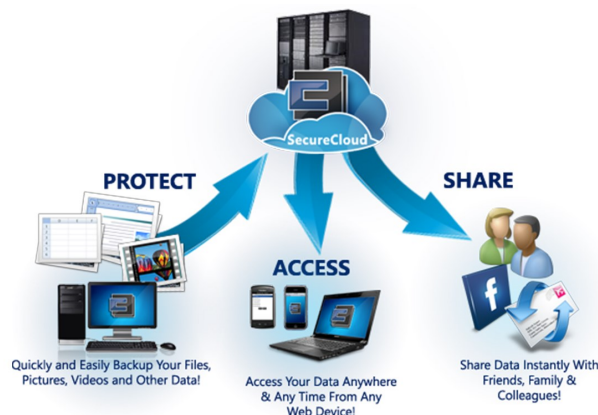 SecureCloud
PROTECT
SHARE
ACCESS
Quickly and Easily Backup Your Files,
Pictures, Videos and Other Data!
Access Your Data Anywhere
& Any Time From Any
Web Device!
Share Data Instantly With
Friends, Family &
Colleagues!